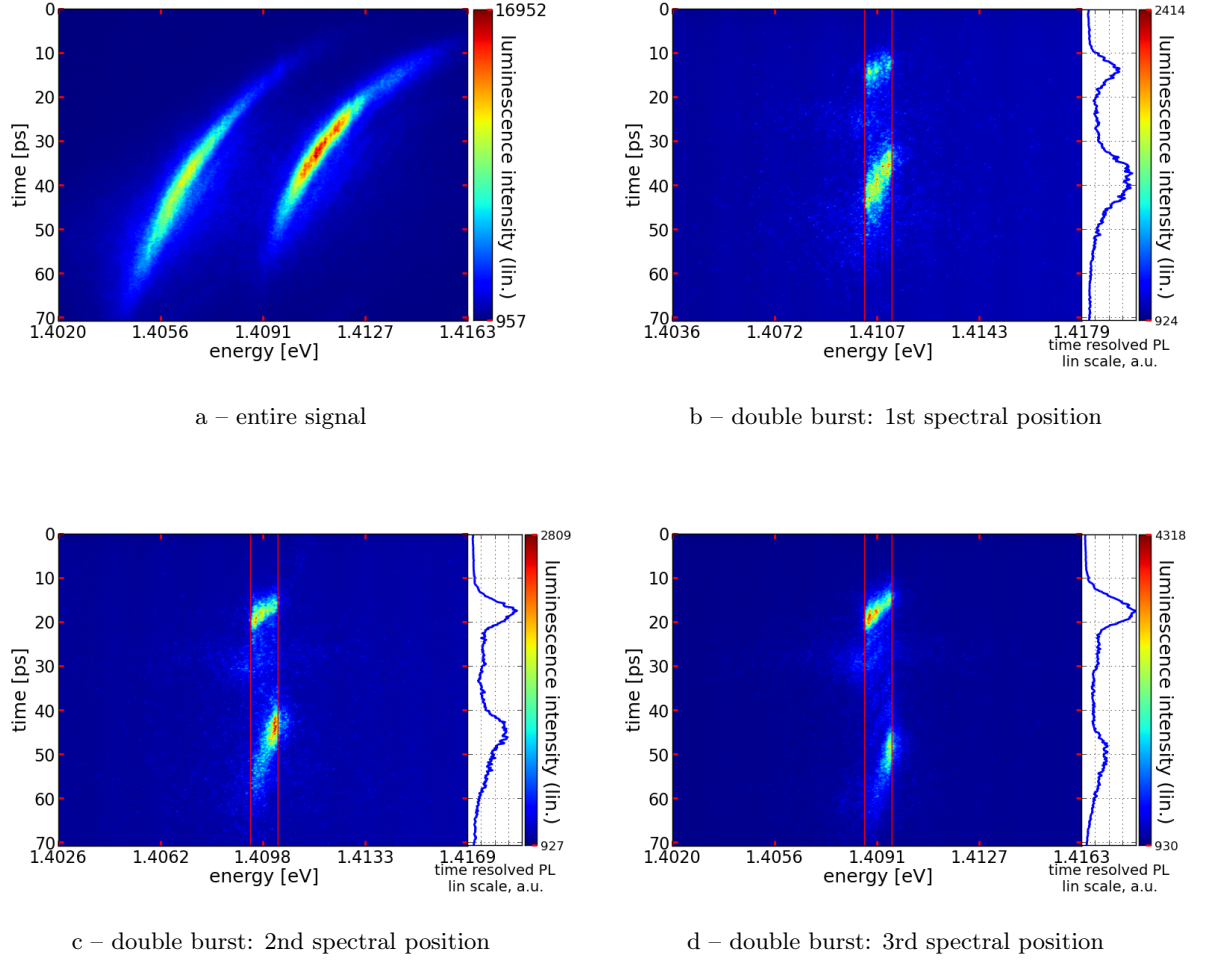 0
10
20
30
40
50
60
70
time [ps]
1.4020 1.4056 1.4091 1.4127 1.4163
energy [eV]
16952
luminescence intensity (lin.)
957
a – entire signal
0
10
20
30
40
50
60
70
time [ps]
1.4036 1.4072 1.4107 1.4143 1.4179
energy [eV]
time resolved PL
lin scale, a.u.
2414
luminescence intensity (lin.)
924
b – double burst: 1st spectral position
0
10
20
30
40
50
60
70
time [ps]
1.4026 1.4062 1.4098 1.4133 1.4169
energy [eV]
time resolved PL
lin scale, a.u.
2809
luminescence intensity (lin.)
927
c – double burst: 2nd spectral position
0
10
20
30
40
50
60
70
time [ps]
1.4020 1.4056 1.4091 1.4127 1.4163
energy [eV]
time resolved PL
lin scale, a.u.
4318
luminescence intensity (lin.)
930
d – double burst: 3rd spectral position